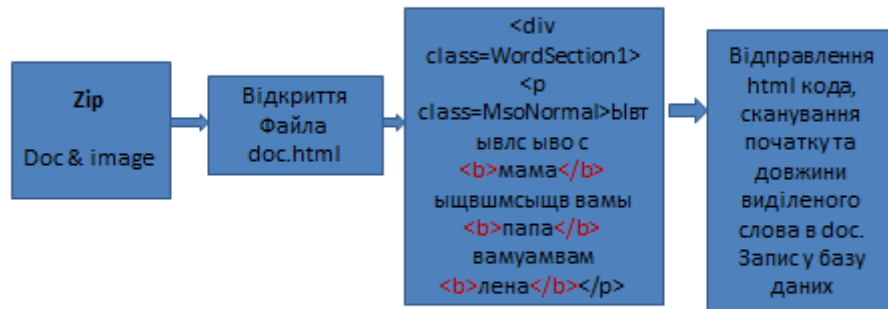 Zip
Doc & image
Відкриття
Файла
doc.html
<div
class=WordSection1>
<p
class=MsoNormal>Ывт
ывлс ыво с
<b>мама</b>
ыщвшмсыщв вамы
<b>папа</b>
вамуамвам
<b>лена</b></p>
Відправлення
html кода,
сканування
початку та
довжини
виділеного
слова в doc.
Запис у базу
даних